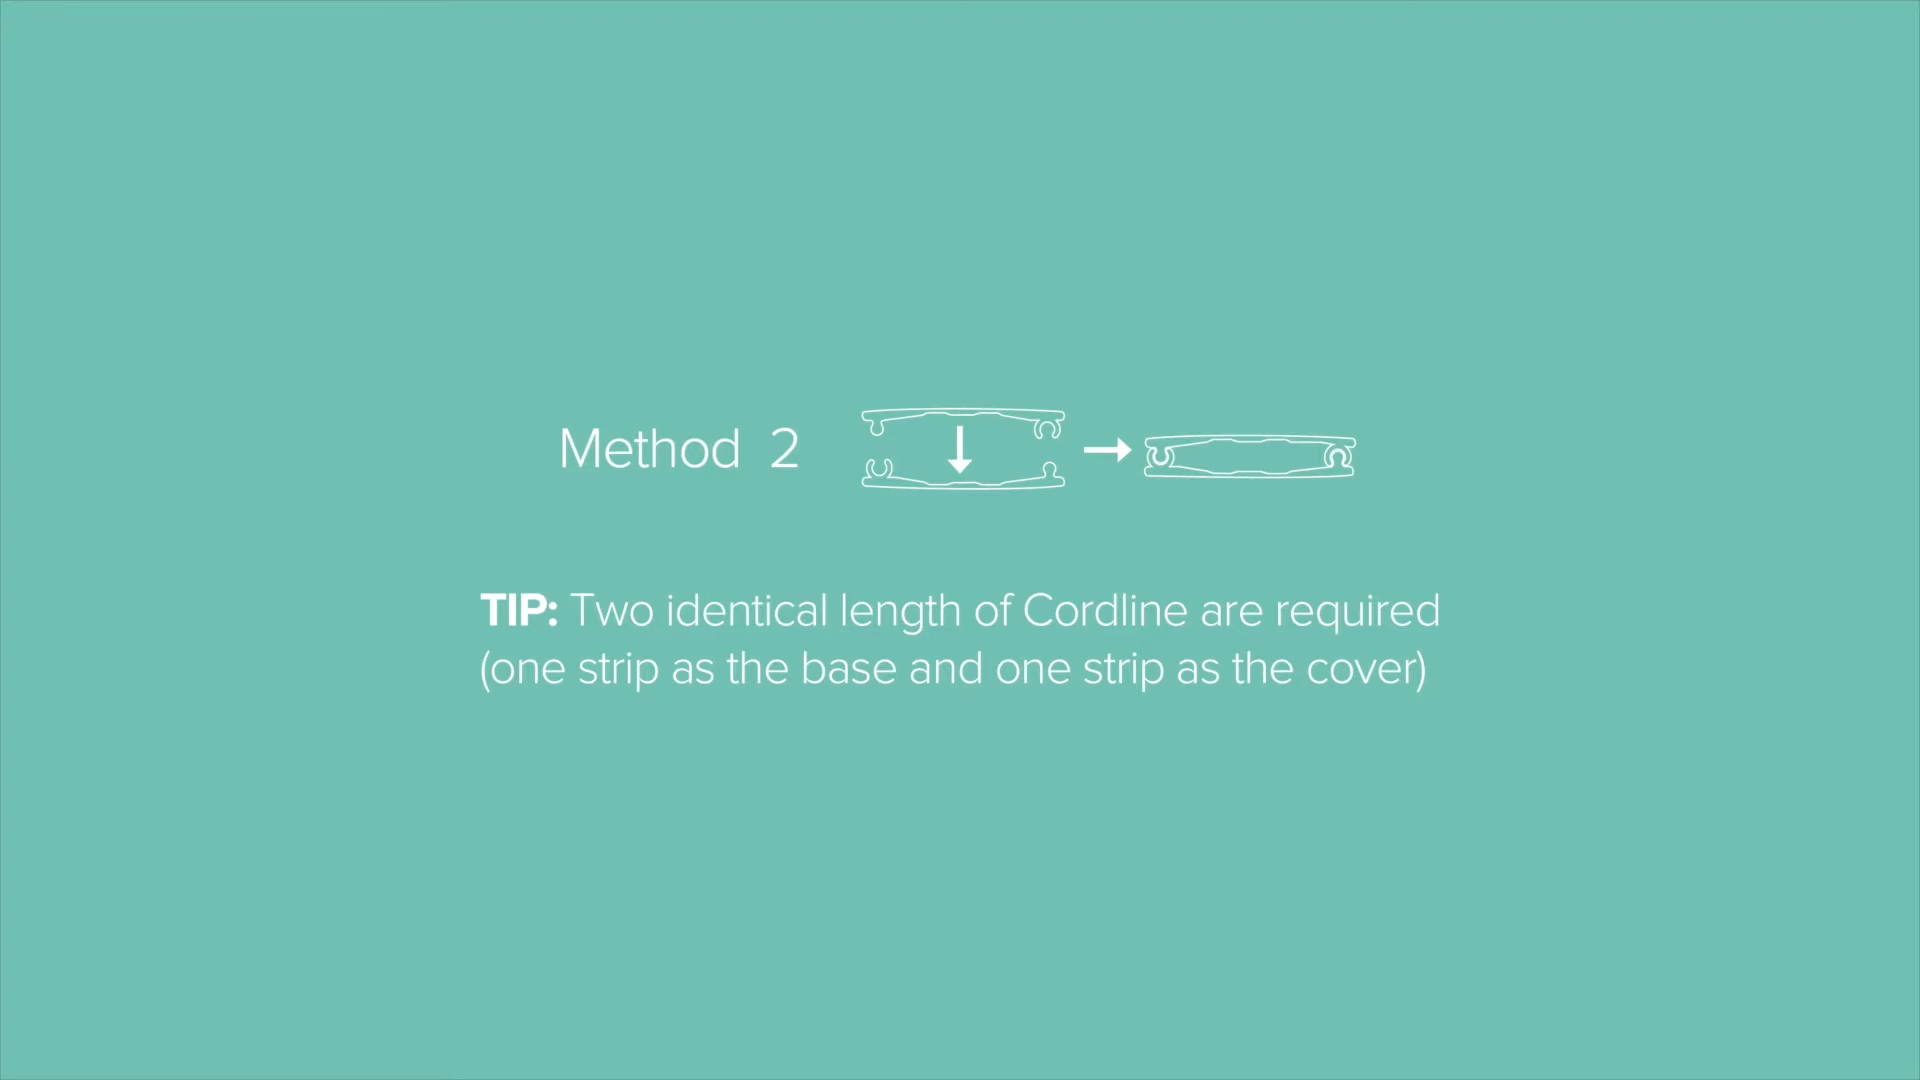 Method 2
TIP: Two identical length of Cordline are required
(one strip as the base and one strip as the cover)